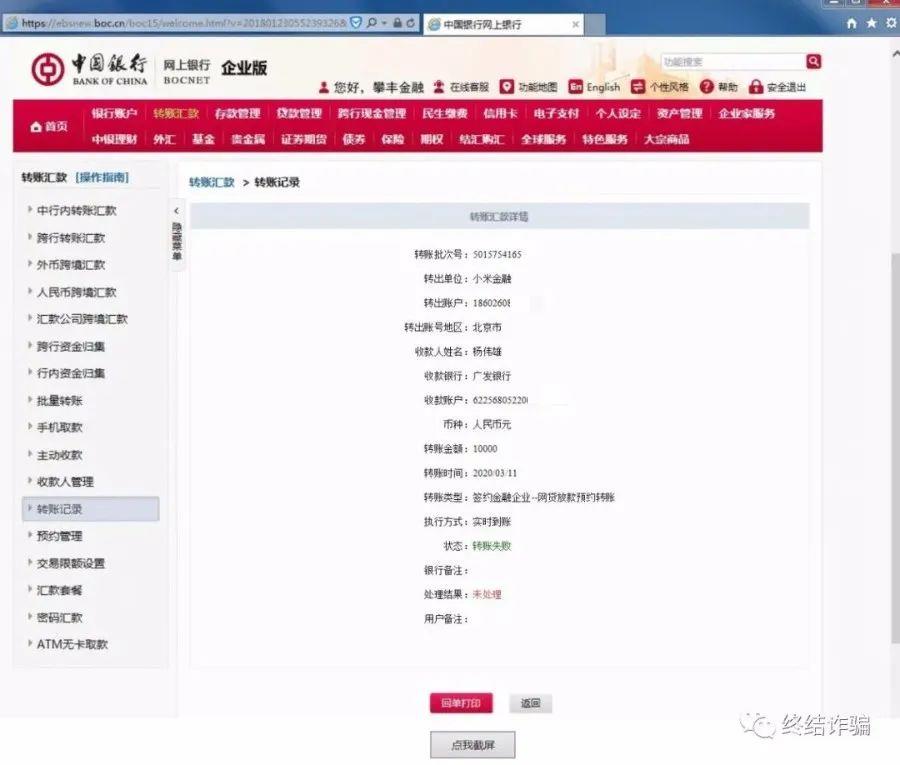 https://ebsnew.boc.cn/boc15/welcome.html?v=20180123055239326&
中国银行网上银行
中国银行
BANK OF CHINA
网上银行
BOCNET
企业版
功能搜索
您好，攀丰金融
在线客服
功能地图
En English
个性风格
帮助
安全退出
首页
银行账户 转账汇款 存款管理 贷款管理 跨行现金管理 民生缴费 信用卡 电子支付 个人设定 资产管理 企业家服务
中银理财 外汇 基金 贵金属 证券期货 债券 保险 期权 结汇购汇 全球服务 特色服务 大宗商品
转账汇款 [操作指南]
中行内转账汇款
跨行转账汇款
外币跨境汇款
人民币跨境汇款
汇款公司跨境汇款
跨行资金归集
行内资金归集
批量转账
手机取款
主动收款
收款人管理
转账记录
预约管理
交易限额设置
汇款套餐
密码汇款
ATM无卡取款
隐藏菜单
转账汇款 > 转账记录
转账汇款详情
转账批次号：5015754165
转出单位：小米金融
转出账户：18602608
转出账号地区：北京市
收款人姓名：杨伟雄
收款银行：广发银行
收款账户：62256805220
币种：人民币元
转账金额：10000
转账时间：2020/03/11
转账类型：签约金融企业--网贷放款预约转账
执行方式：实时到账
状态：转账失败
银行备注：
处理结果：未处理
用户备注：
回单打印
返回
点我截屏
终结诈骗